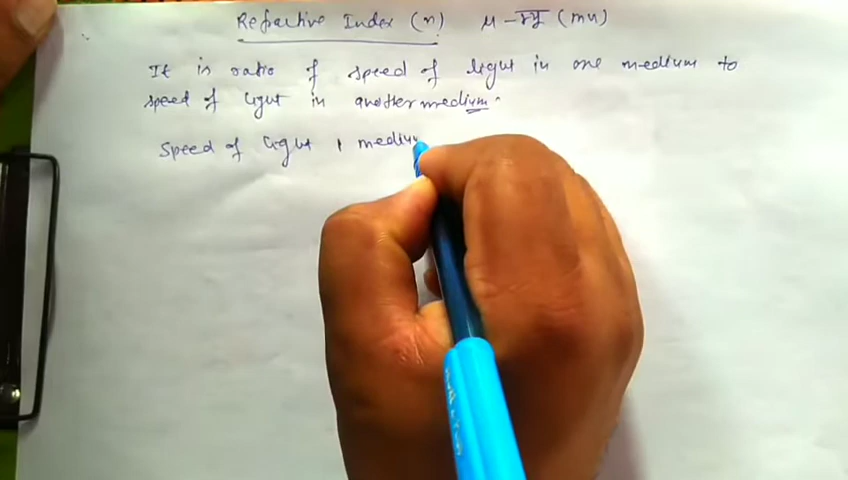 Refractive Index (n) μ - म्यु (mu)
It is ratio of speed of light in one medium to
speed of light in another medium.
Speed of light 1 medium